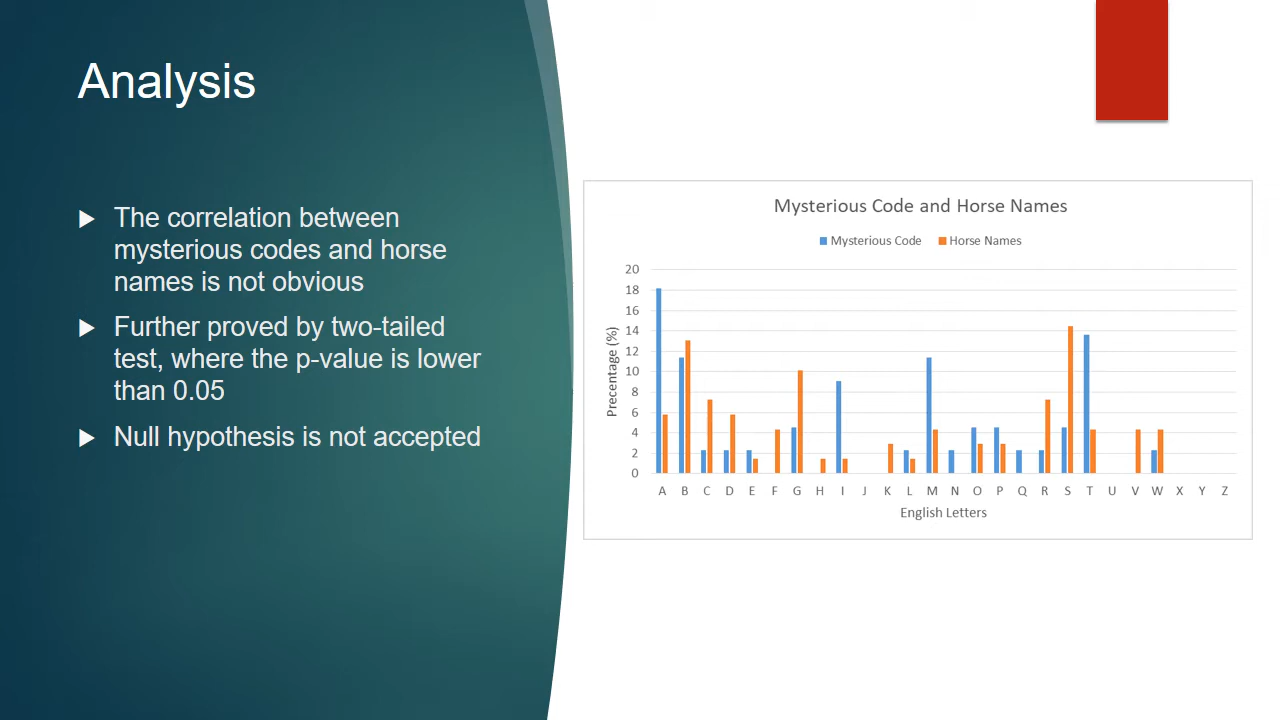 Analysis
The correlation between
mysterious codes and horse
names is not obvious
Further proved by two-tailed
test, where the p-value is lower
than 0.05
Null hypothesis is not accepted
Mysterious Code and Horse Names
Mysterious Code Horse Names
20
18
16
14
12
10
8
6
4
2
0
Precentage (%)
A B C D E F G H I J K L M N O P Q R S T U V W X Y Z
English Letters